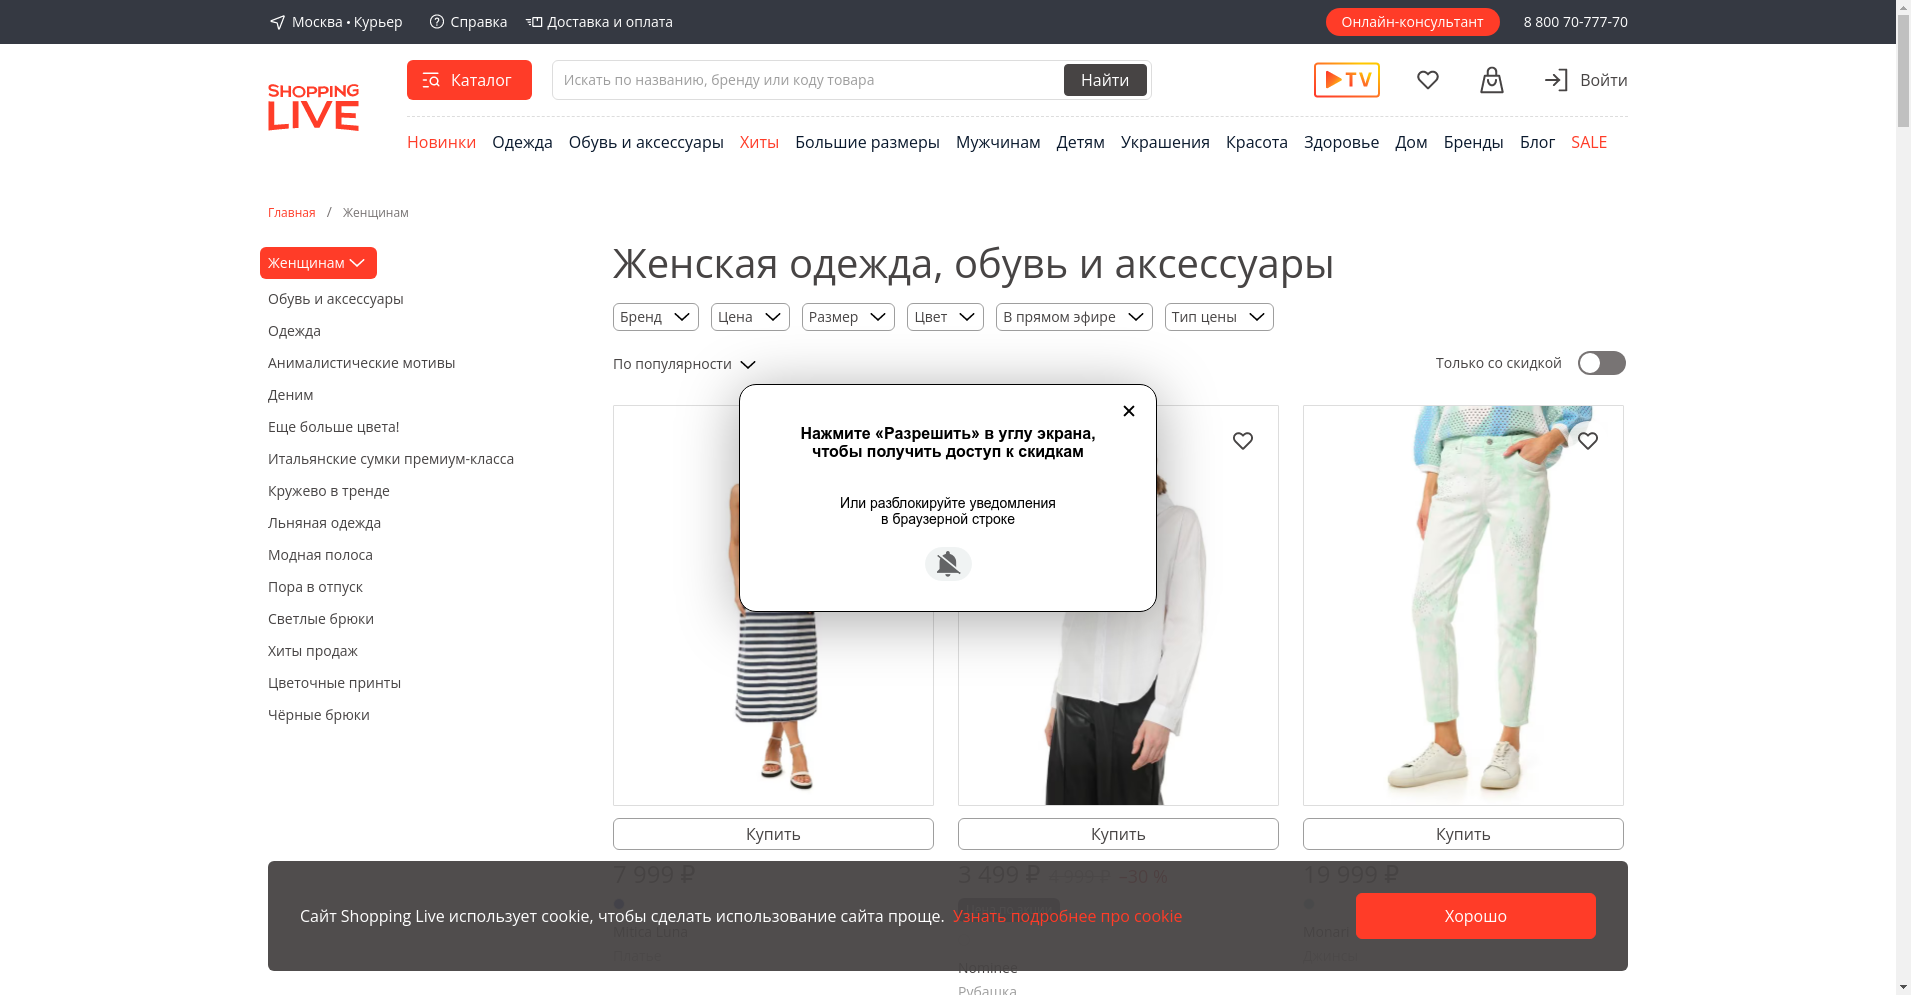 Москва • Курьер
Справка
Доставка и оплата
Онлайн-консультант
8 800 70-777-70
SHOPPING
LIVE
Каталог
Искать по названию, бренду или коду товара
Найти
TV
Войти
Новинки
Одежда
Обувь и аксессуары
Хиты
Большие размеры
Мужчинам
Детям
Украшения
Красота
Здоровье
Дом
Бренды
Блог
SALE
Главная / Женщинам
Женщинам
Обувь и аксессуары
Одежда
Анималистические мотивы
Деним
Еще больше цвета!
Итальянские сумки премиум-класса
Кружево в тренде
Льняная одежда
Модная полоса
Пора в отпуск
Светлые брюки
Хиты продаж
Цветочные принты
Чёрные брюки
Женская одежда, обувь и аксессуары
Бренд
Цена
Размер
Цвет
В прямом эфире
Тип цены
По популярности
Только со скидкой
Нажмите «Разрешить» в углу экрана,
чтобы получить доступ к скидкам
Или разблокируйте уведомления
в браузерной строке
Купить
Купить
Купить
7 999 ₽
3 499 ₽
–30 %
19 999 ₽
Сайт Shopping Live использует cookie, чтобы сделать использование сайта проще. Узнать подробнее про cookie
Хорошо
Mitica Luna
Nominee
Рубашка